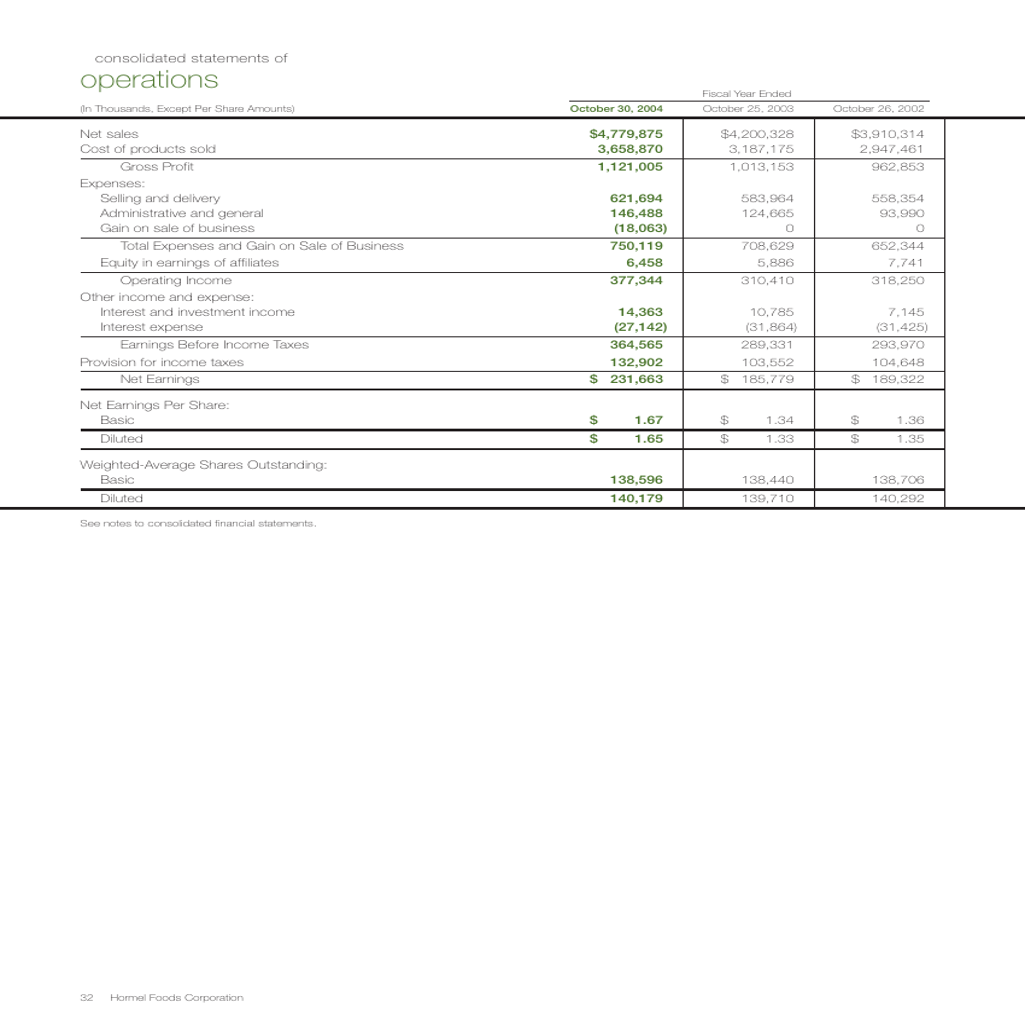 consolidated statements of
operations
Fiscal Year Ended
(In Thousands, Except Per Share Amounts) October 30, 2004 October 25, 2003 October 26, 2002
Net sales $4,779,875 $4,200,328 $3,910,314
Cost of products sold 3,658,870 3,187,175 2,947,461
Gross Profit 1,121,005 1,013,153 962,853
Expenses:
Selling and delivery 621,694 583,964 558,354
Administrative and general 146,488 124,665 93,990
Gain on sale of business (18,063) 0 0
Total Expenses and Gain on Sale of Business 750,119 708,629 652,344
Equity in earnings of affiliates 6,458 5,886 7,741
Operating Income 377,344 310,410 318,250
Other income and expense:
Interest and investment income 14,363 10,785 7,145
Interest expense (27,142) (31,864) (31,425)
Earnings Before Income Taxes 364,565 289,331 293,970
Provision for income taxes 132,902 103,552 104,648
Net Earnings $ 231,663 $ 185,779 $ 189,322
Net Earnings Per Share:
Basic $ 1.67 $ 1.34 $ 1.36
Diluted $ 1.65 $ 1.33 $ 1.35
Weighted-Average Shares Outstanding:
Basic 138,596 138,440 138,706
Diluted 140,179 139,710 140,292
See notes to consolidated financial statements.
32 Hormel Foods Corporation